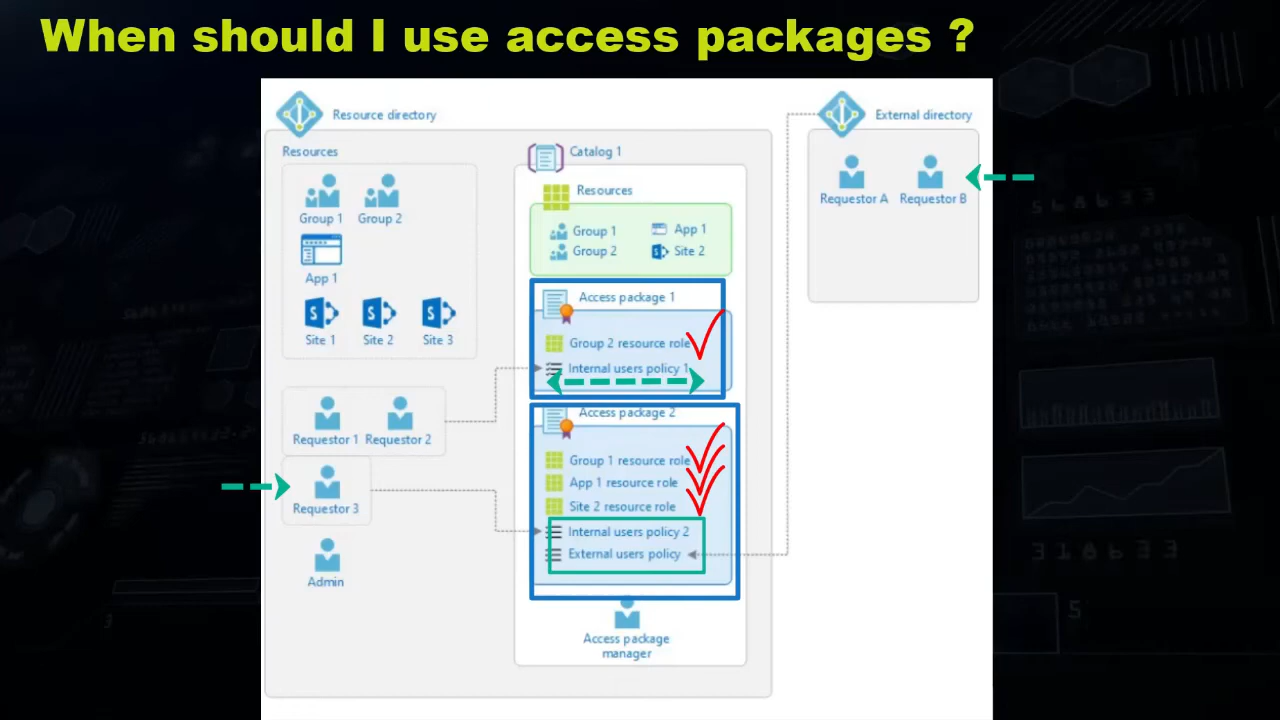 When should I use access packages ?
Resource directory
External directory
Resources
Catalog 1
Resources
Group 1
Group 2
App 1
Site 1
Site 2
Site 3
Group 1
App 1
Group 2
Site 2
Access package 1
Group 2 resource role
Internal users policy 1
Access package 2
Group 1 resource role
App 1 resource role
Site 2 resource role
Internal users policy 2
External users policy
Access package
manager
Requestor 1
Requestor 2
Requestor 3
Admin
Requestor A
Requestor B
318633
5
3